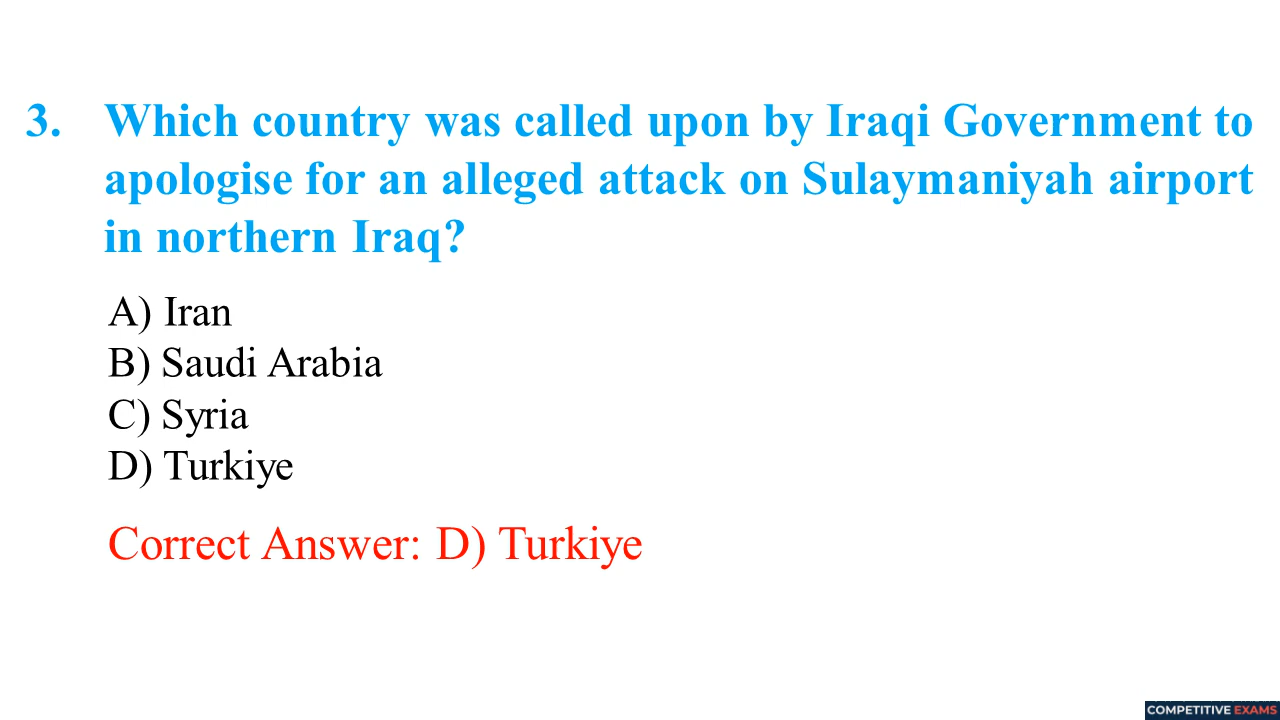 3. Which country was called upon by Iraqi Government to
apologise for an alleged attack on Sulaymaniyah airport
in northern Iraq?
A) Iran
B) Saudi Arabia
C) Syria
D) Turkiye
Correct Answer: D) Turkiye
COMPETITIVE EXAMS